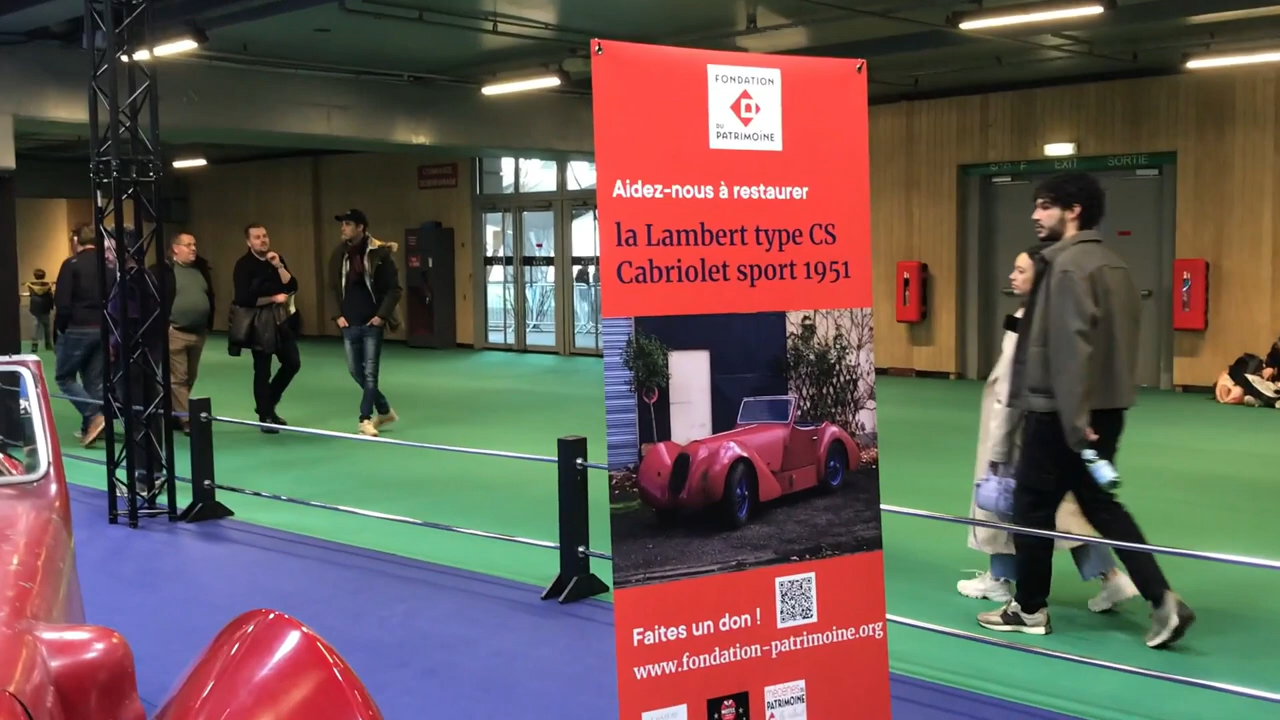 FONDATION
DU
PATRIMOINE
Aidez-nous à restaurer
la Lambert type CS
Cabriolet sport 1951
EXIT SORTIE
Faites un don !
www.fondation-patrimoine.org
PATRIMOINE